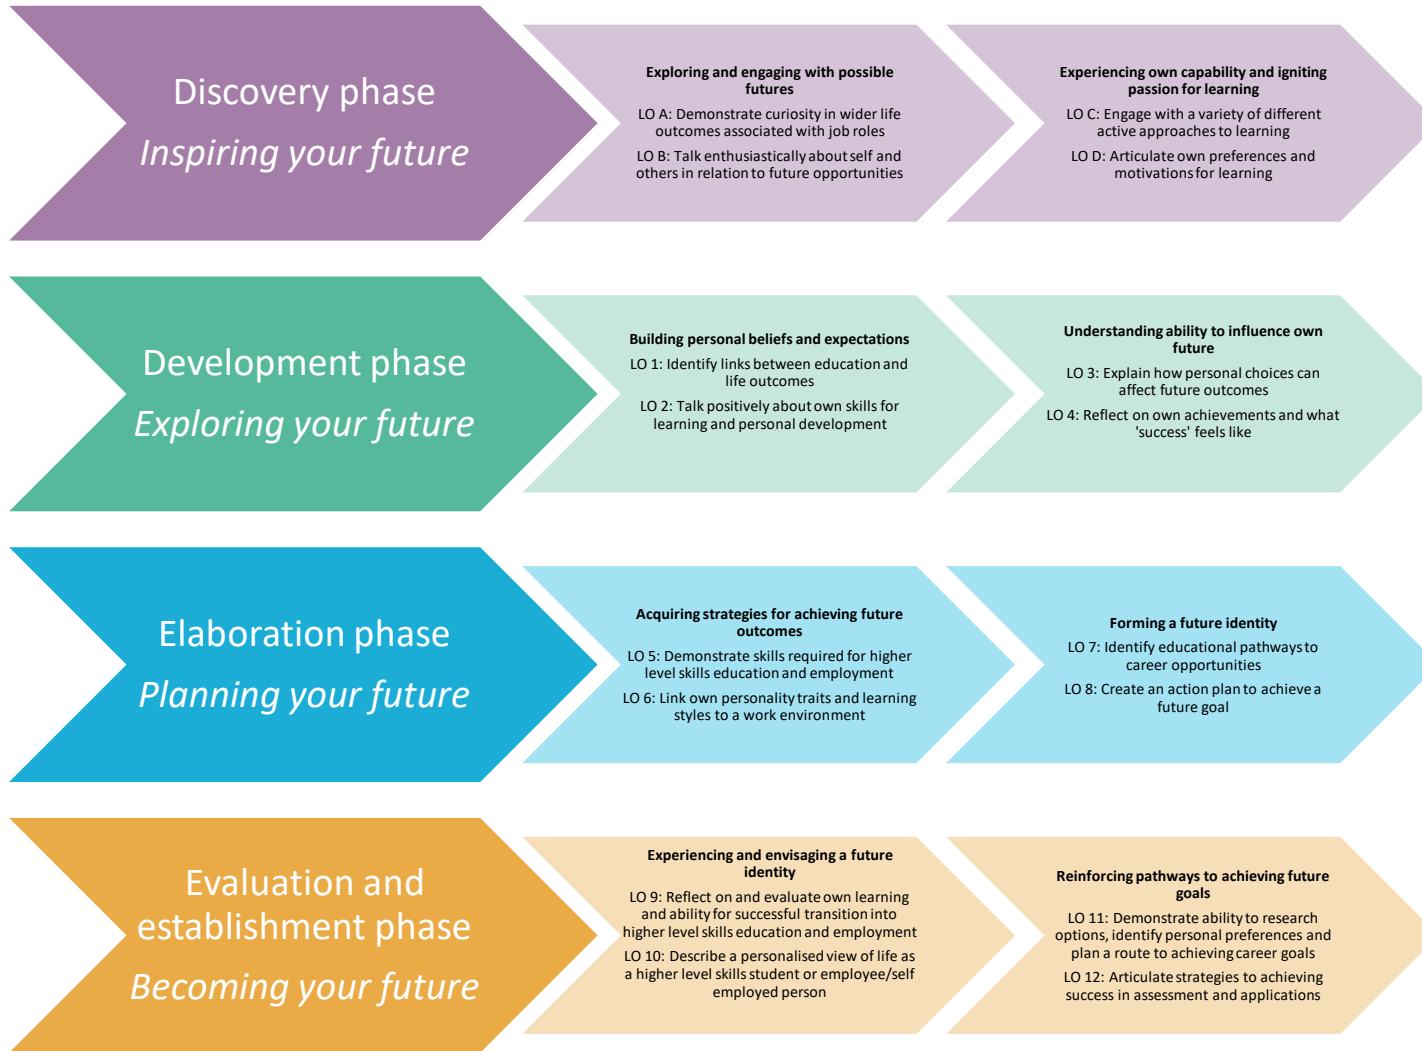 Discovery phase
Inspiring your future
Exploring and engaging with possible
futures
LO A: Demonstrate curiosity in wider life
outcomes associated with job roles
LO B: Talk enthusiastically about self and
others in relation to future opportunities
Experiencing own capability and igniting
passion for learning
LO C: Engage with a variety of different
active approaches to learning
LO D: Articulate own preferences and
motivations for learning
Development phase
Exploring your future
Building personal beliefs and expectations
LO 1: Identify links between education and
life outcomes
LO 2: Talk positively about own skills for
learning and personal development
Understanding ability to influence own
future
LO 3: Explain how personal choices can
affect future outcomes
LO 4: Reflect on own achievements and what
'success' feels like
Elaboration phase
Planning your future
Acquiring strategies for achieving future
outcomes
LO 5: Demonstrate skills required for higher
level skills education and employment
LO 6: Link own personality traits and learning
styles to a work environment
Forming a future identity
LO 7: Identify educational pathways to
career opportunities
LO 8: Create an action plan to achieve a
future goal
Evaluation and
establishment phase
Becoming your future
Experiencing and envisaging a future
identity
LO 9: Reflect on and evaluate own learning
and ability for successful transition into
higher level skills education and employment
LO 10: Describe a personalised view of life as
a higher level skills student or employee/self
employed person
Reinforcing pathways to achieving future
goals
LO 11: Demonstrate ability to research
options, identify personal preferences and
plan a route to achieving career goals
LO 12: Articulate strategies to achieving
success in assessment and applications